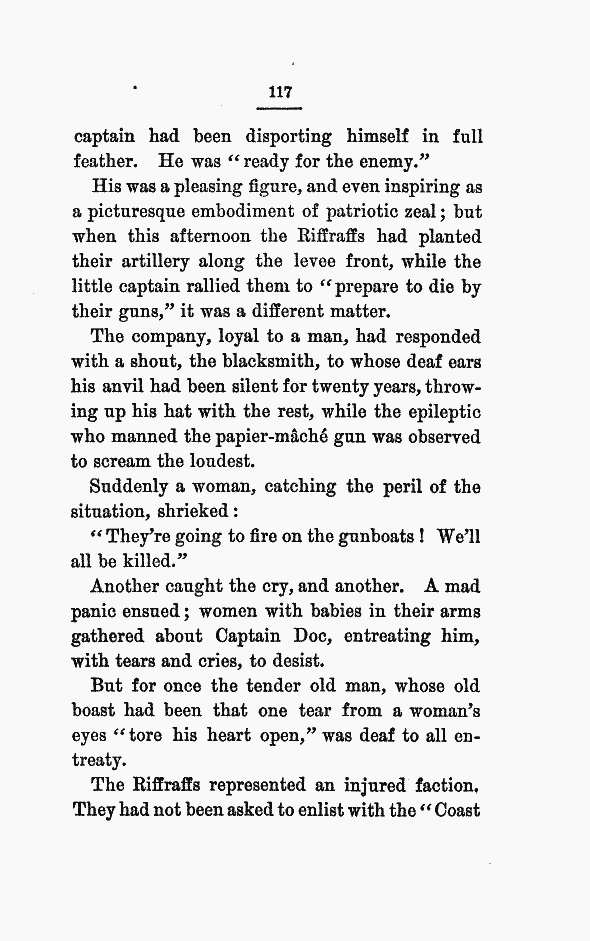 117
captain had been disporting himself in full
feather. He was “ready for the enemy.”
His was a pleasing figure, and even inspiring as
a picturesque embodiment of patriotic zeal; but
when this afternoon the Riffraffs had planted
their artillery along the levee front, while the
little captain rallied them to “prepare to die by
their guns,” it was a different matter.
The company, loyal to a man, had responded
with a shout, the blacksmith, to whose deaf ears
his anvil had been silent for twenty years, throw-
ing up his hat with the rest, while the epileptic
who manned the papier-mâché gun was observed
to scream the loudest.
Suddenly a woman, catching the peril of the
situation, shrieked:
“They’re going to fire on the gunboats! We’ll
all be killed.”
Another caught the cry, and another. A mad
panic ensued; women with babies in their arms
gathered about Captain Doc, entreating him,
with tears and cries, to desist.
But for once the tender old man, whose old
boast had been that one tear from a woman’s
eyes “tore his heart open,” was deaf to all en-
treaty.
The Riffraffs represented an injured faction.
They had not been asked to enlist with the “Coast